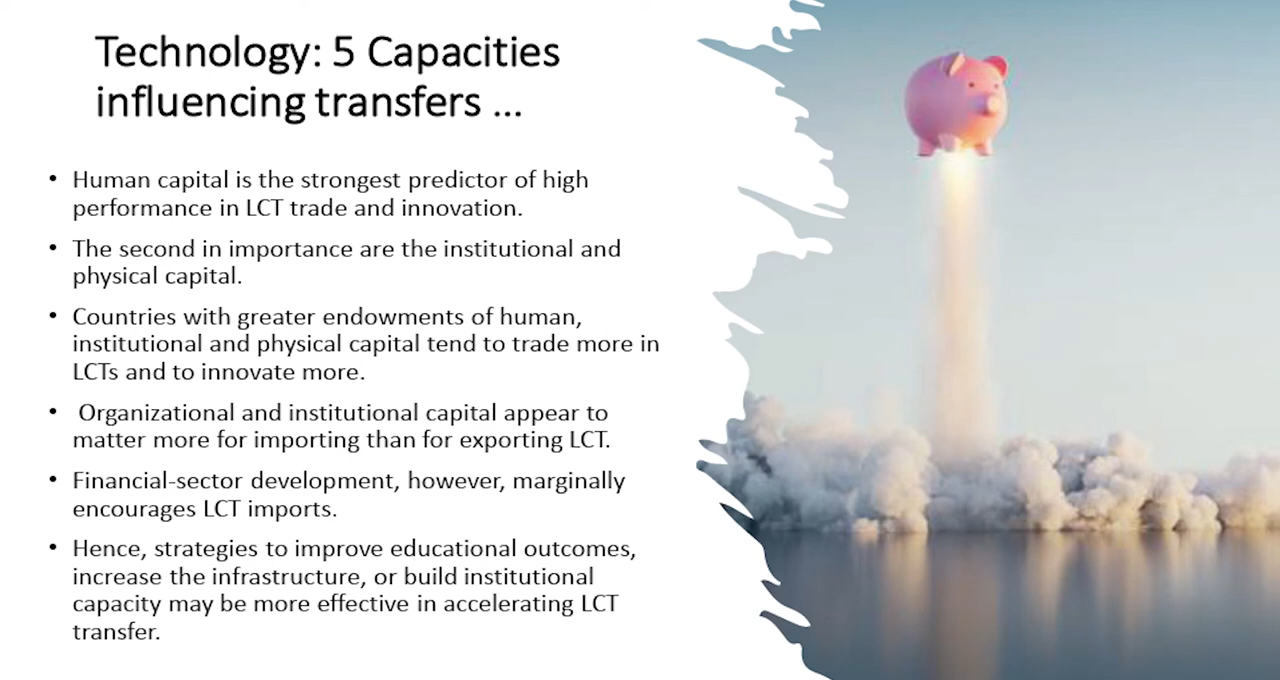 Technology: 5 Capacities
influencing transfers ...
• Human capital is the strongest predictor of high
performance in LCT trade and innovation.
• The second in importance are the institutional and
physical capital.
• Countries with greater endowments of human,
institutional and physical capital tend to trade more in
LCTs and to innovate more.
• Organizational and institutional capital appear to
matter more for importing than for exporting LCT.
• Financial-sector development, however, marginally
encourages LCT imports.
• Hence, strategies to improve educational outcomes,
increase the infrastructure, or build institutional
capacity may be more effective in accelerating LCT
transfer.